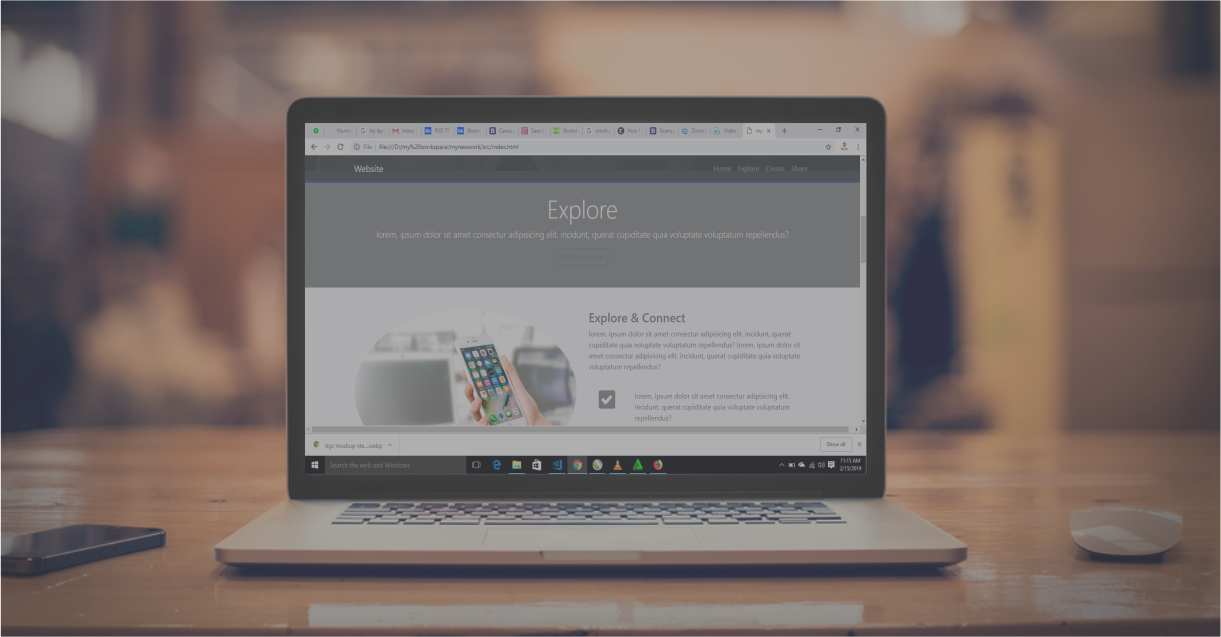 Inbox
File
file:///D:/my%20workspace/mynewwork/src/index.html
Website
Home Explore Create Share
Explore
lorem, ipsum dolor sit amet consectur adipisicing elit. incidunt, querat cupiditate quia voluptate voluptatum repellendus?
Explore & Connect
lorem, ipsum dolor sit amet consectur adipisicing elit. incidunt, querat
cupiditate quia voluptate voluptatum repellendus? lorem, ipsum dolor sit
amet consectur adipisicing elit. incidunt, querat cupiditate quia voluptate
voluptatum repellendus?
lorem, ipsum dolor sit amet consectur adipisicing elit.
incidunt, querat cupiditate quia voluptate voluptatum
repellendus?
Show all
Search the web and Windows
11:15 AM
2/15/2019